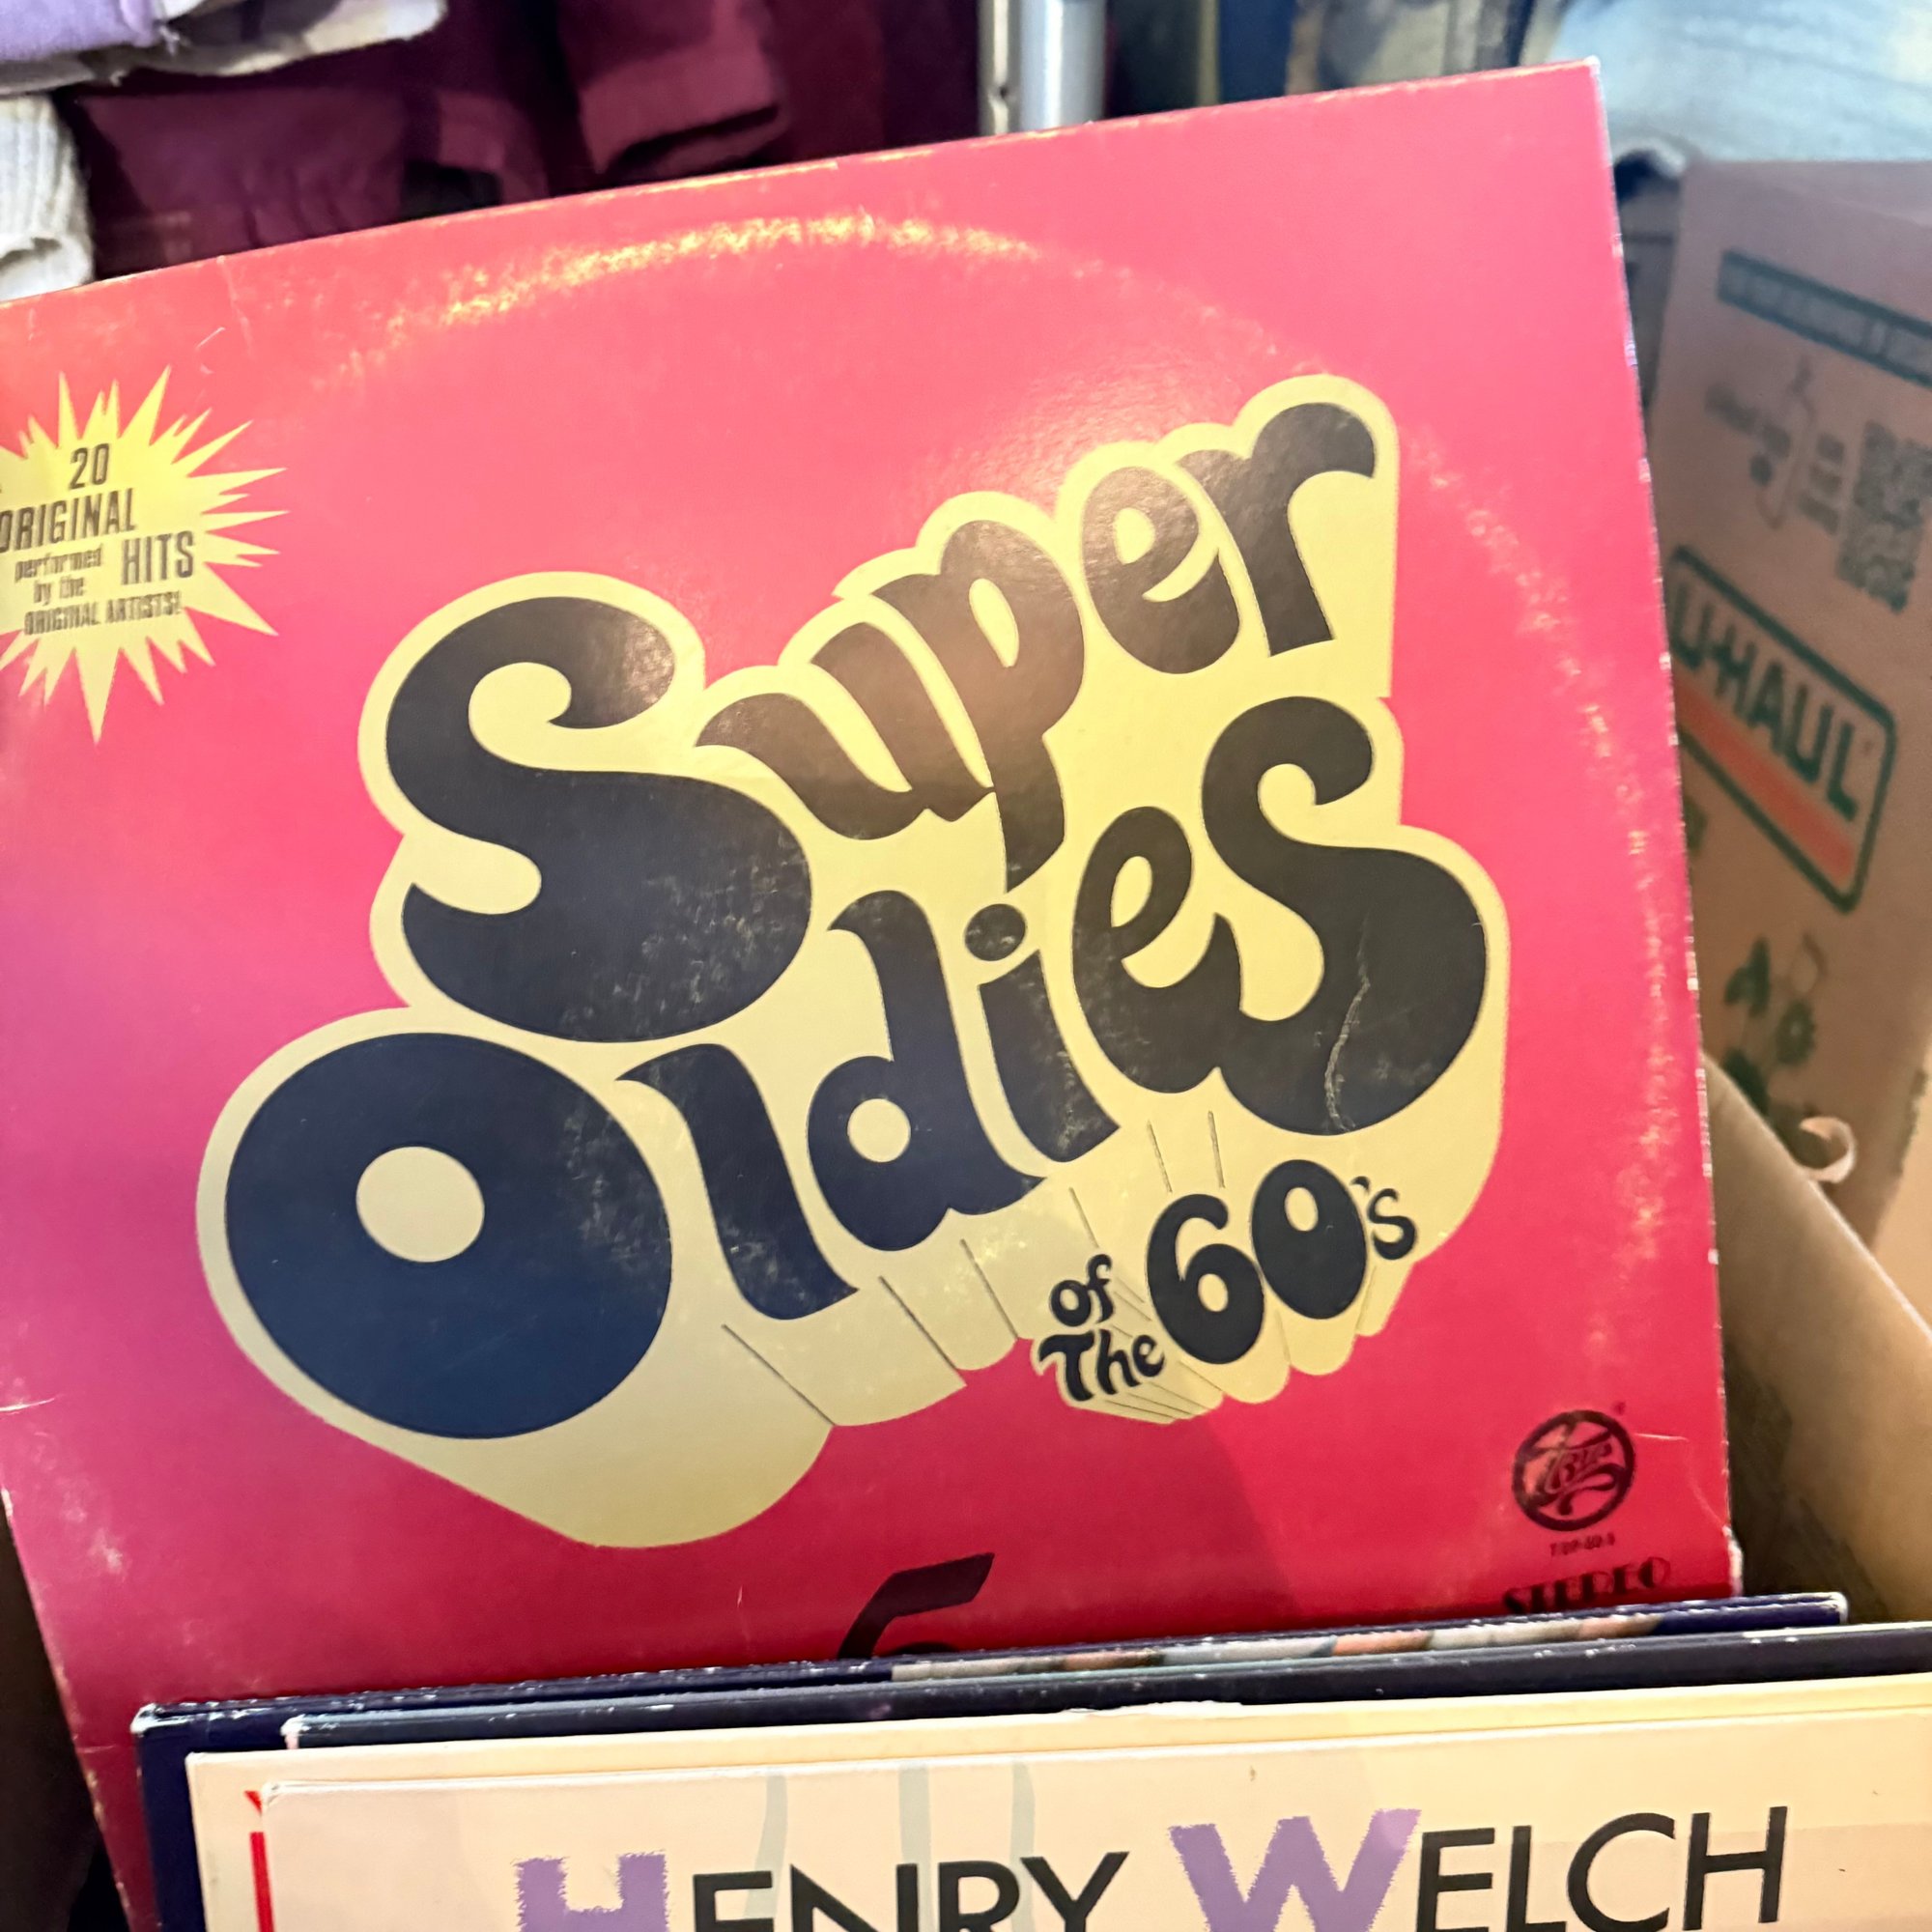 20
ORIGINAL
performed HITS
by the
ORIGINAL ARTISTS!
Super
Oldies
of
The 60's
U-HAUL
STEREO
HENRY WELCH